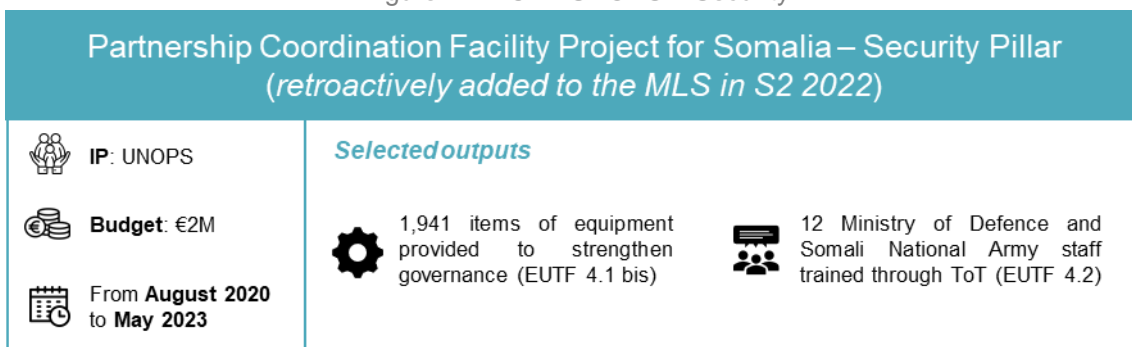 Partnership Coordination Facility Project for Somalia – Security Pillar
(retroactively added to the MLS in S2 2022)
IP: UNOPS
Budget: €2M
From August 2020
to May 2023
Selected outputs
1,941 items of equipment
provided to strengthen
governance (EUTF 4.1 bis)
12 Ministry of Defence and
Somali National Army staff
trained through ToT (EUTF 4.2)